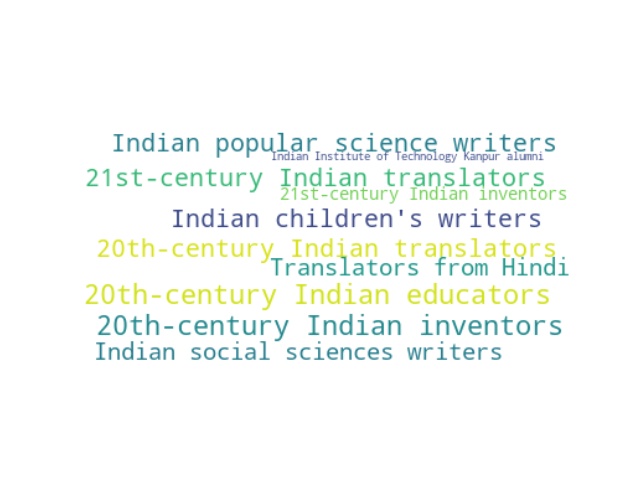 Indian popular science writers
Indian Institute of Technology Kanpur alumni
21st-century Indian translators
21st-century Indian inventors
Indian children's writers
20th-century Indian translators
Translators from Hindi
20th-century Indian educators
20th-century Indian inventors
Indian social sciences writers